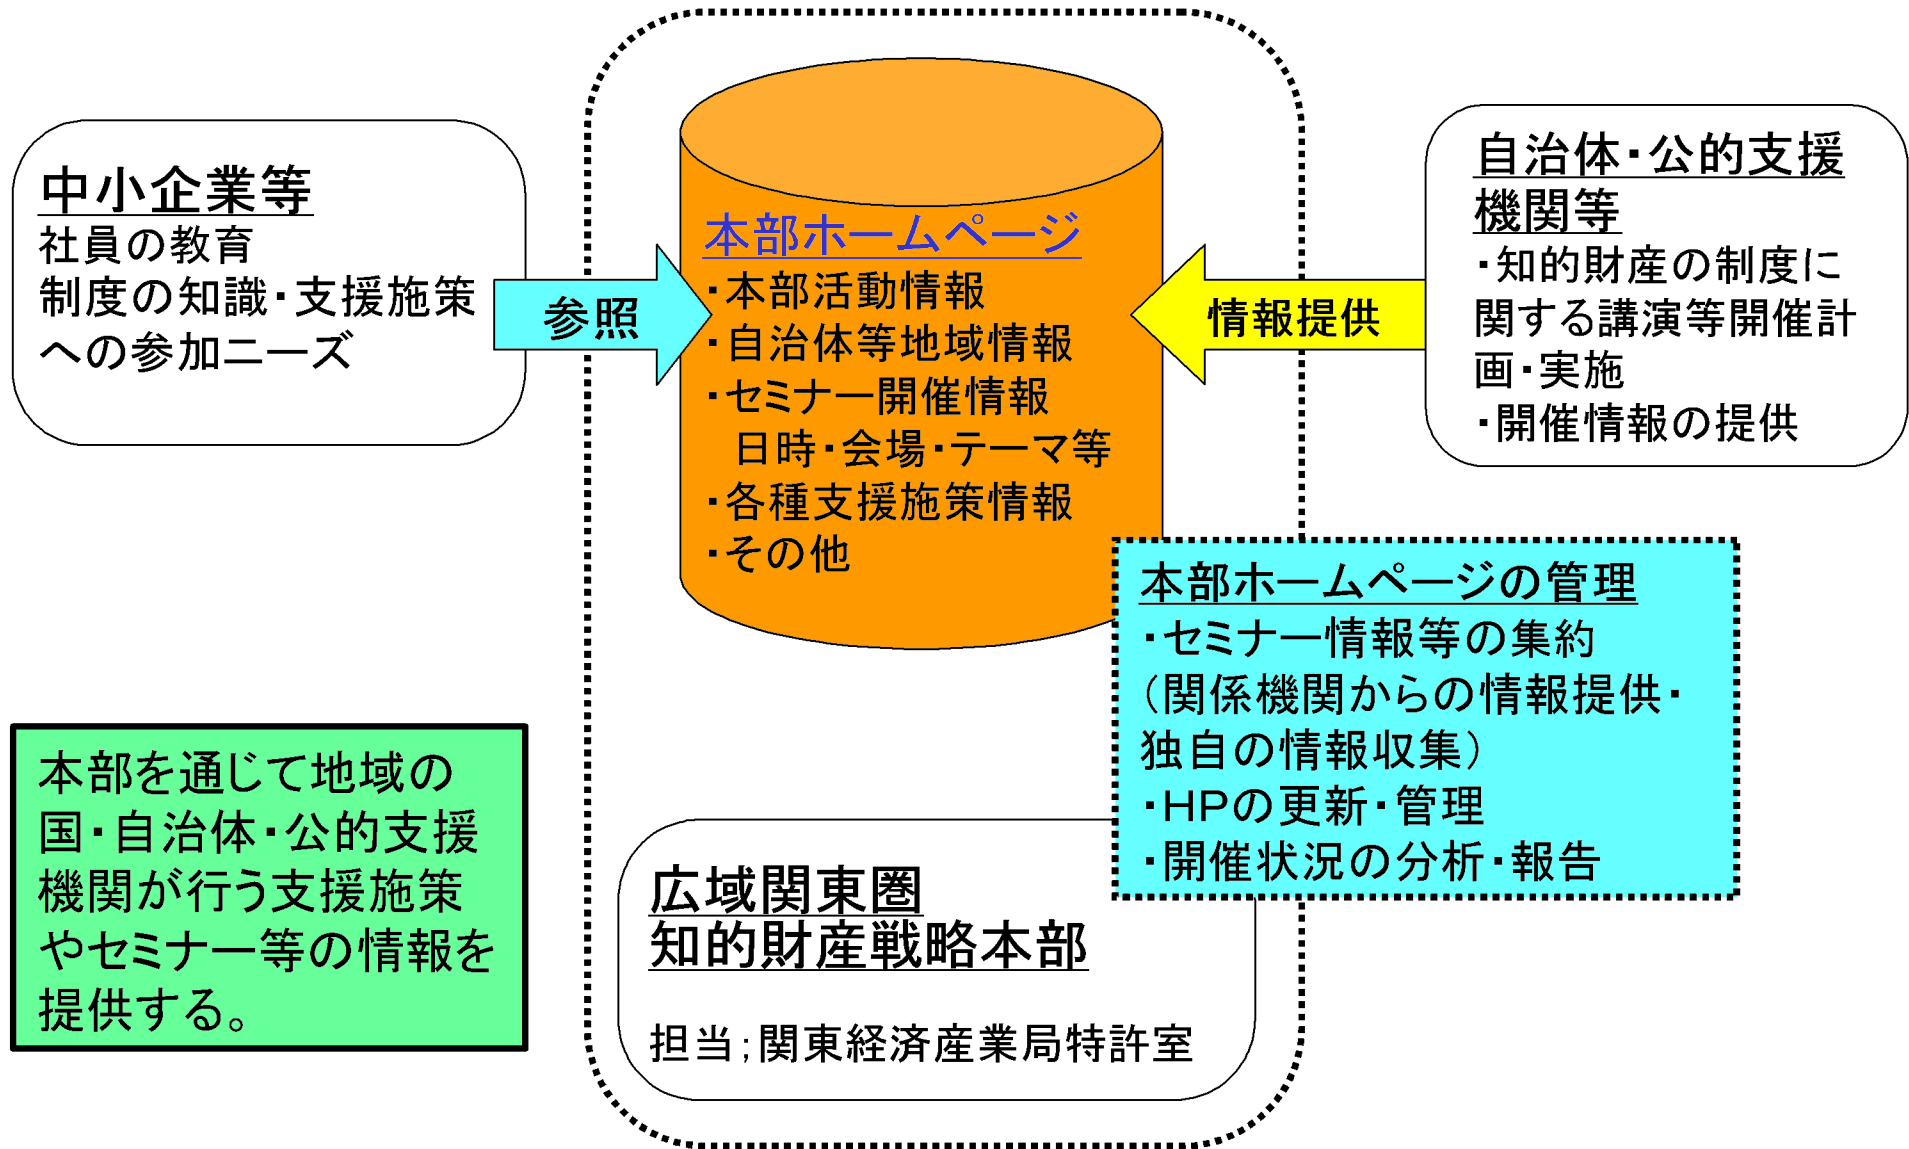 中小企業等
社員の教育
制度の知識・支援施策
への参加ニーズ
参照
本部ホームページ
・本部活動情報
・自治体等地域情報
・セミナー開催情報
日時・会場・テーマ等
・各種支援施策情報
・その他
情報提供
自治体・公的支援
機関等
・知的財産の制度に
関する講演等開催計
画・実施
・開催情報の提供
本部ホームページの管理
・セミナー情報等の集約
（関係機関からの情報提供・
独自の情報収集）
・ＨＰの更新・管理
・開催状況の分析・報告
本部を通じて地域の
国・自治体・公的支援
機関が行う支援施策
やセミナー等の情報を
提供する。
広域関東圏
知的財産戦略本部
担当；関東経済産業局特許室